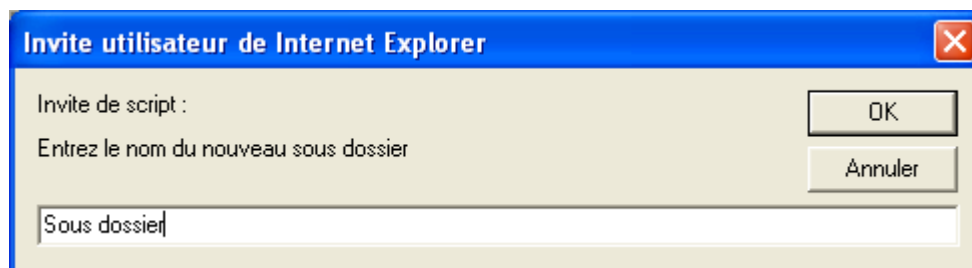 Invite utilisateur de Internet Explorer
Invite de script :
OK
Entrez le nom du nouveau sous dossier
Annuler
Sous dossier